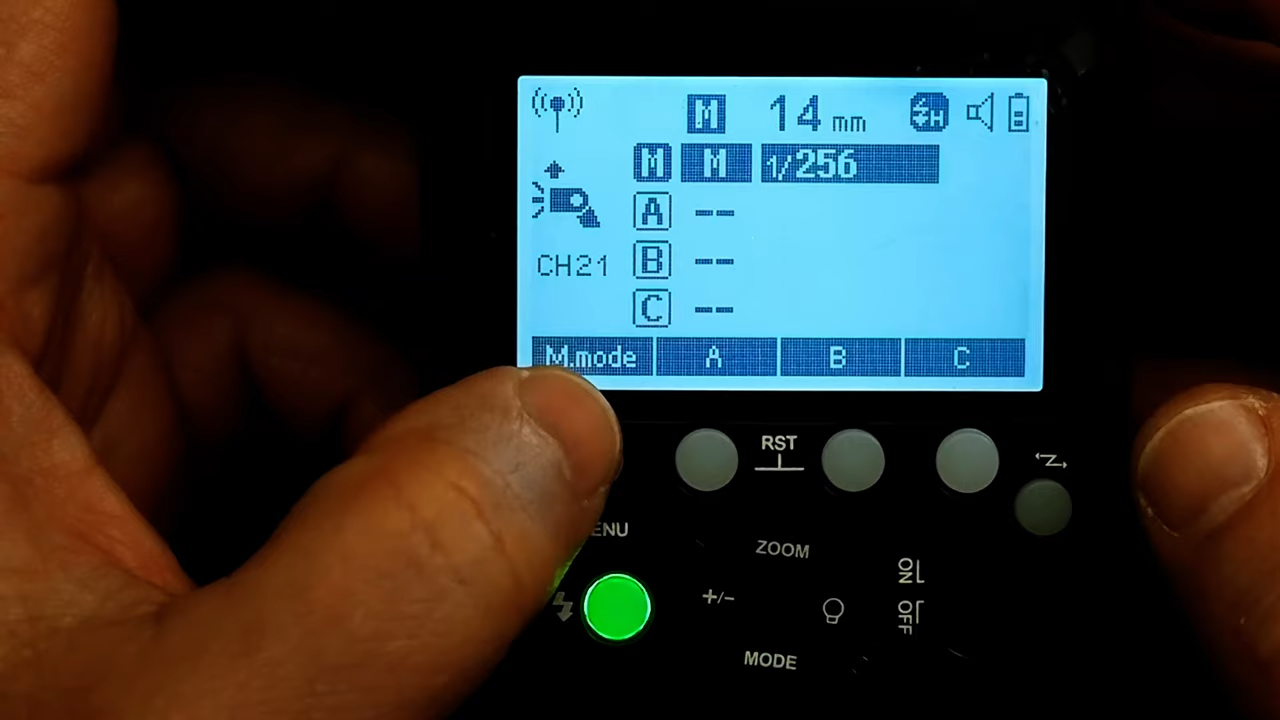 M 14 mm H
M M 1/256
A --
CH21 B --
C --
M.mode A B C
RST
ENU
ZOOM
ON
+/-
OFF
MODE